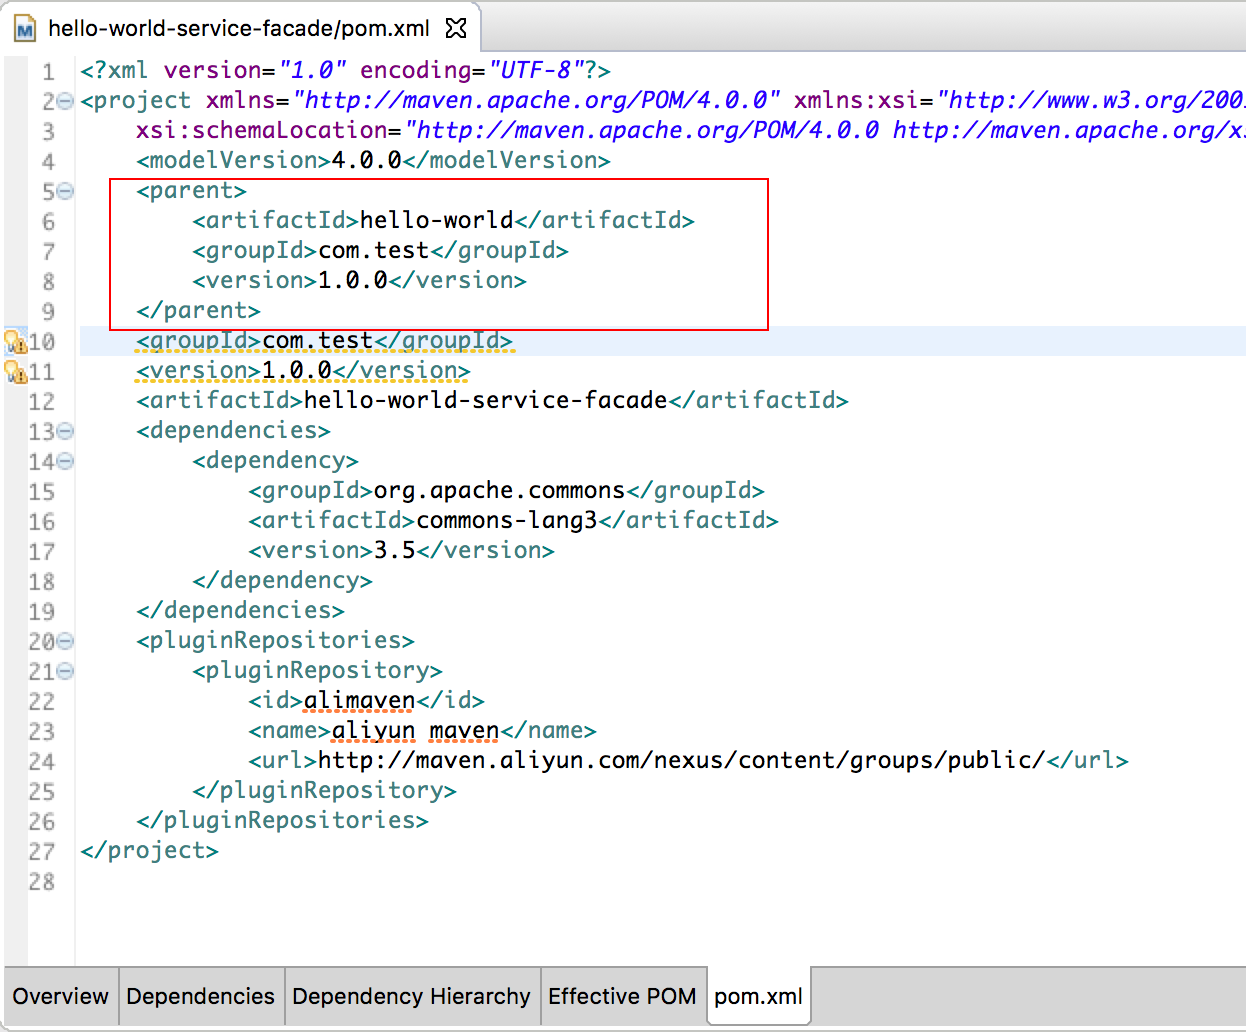 hello-world-service-facade/pom.xml
1 <?xml version="1.0" encoding="UTF-8"?>
2 <project xmlns="http://maven.apache.org/POM/4.0.0" xmlns:xsi="http://www.w3.org/200
3 xsi:schemaLocation="http://maven.apache.org/POM/4.0.0 http://maven.apache.org/x
4 <modelVersion>4.0.0</modelVersion>
5 <parent>
6 <artifactId>hello-world</artifactId>
7 <groupId>com.test</groupId>
8 <version>1.0.0</version>
9 </parent>
10 <groupId>com.test</groupId>
11 <version>1.0.0</version>
12 <artifactId>hello-world-service-facade</artifactId>
13 <dependencies>
14 <dependency>
15 <groupId>org.apache.commons</groupId>
16 <artifactId>commons-lang3</artifactId>
17 <version>3.5</version>
18 </dependency>
19 </dependencies>
20 <pluginRepositories>
21 <pluginRepository>
22 <id>alimaven</id>
23 <name>aliyun maven</name>
24 <url>http://maven.aliyun.com/nexus/content/groups/public/</url>
25 </pluginRepository>
26 </pluginRepositories>
27 </project>
28
Overview Dependencies Dependency Hierarchy Effective POM pom.xml